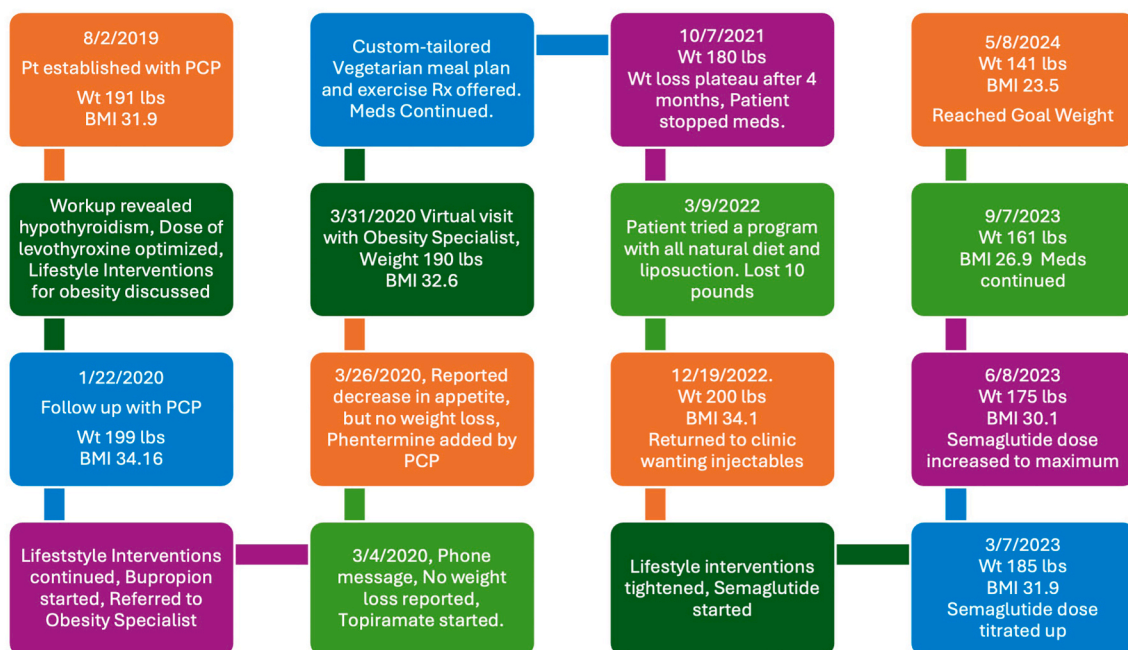 8/2/2019
Pt established with PCP
Wt 191 lbs
BMI 31.9
Workup revealed
hypothyroidism, Dose of
levothyroxine optimized,
Lifestyle Interventions
for obesity discussed
1/22/2020
Follow up with PCP
Wt 199 lbs
BMI 34.16
Lifeststyle Interventions
continued, Bupropion
started, Referred to
Obesity Specialist
3/4/2020, Phone
message, No weight
loss reported,
Topiramate started.
3/26/2020, Reported
decrease in appetite,
but no weight loss,
Phentermine added by
PCP
3/31/2020 Virtual visit
with Obesity Specialist,
Weight 190 lbs
BMI 32.6
Custom-tailored
Vegetarian meal plan
and exercise Rx offered.
Meds Continued.
10/7/2021
Wt 180 lbs
Wt loss plateau after 4
months, Patient
stopped meds.
3/9/2022
Patient tried a program
with all natural diet and
liposuction. Lost 10
pounds
12/19/2022.
Wt 200 lbs
BMI 34.1
Returned to clinic
wanting injectables
Lifestyle interventions
tightened, Semaglutide
started
3/7/2023
Wt 185 lbs
BMI 31.9
Semaglutide dose
titrated up
6/8/2023
Wt 175 lbs
BMI 30.1
Semaglutide dose
increased to maximum
9/7/2023
Wt 161 lbs
BMI 26.9 Meds
continued
5/8/2024
Wt 141 lbs
BMI 23.5
Reached Goal Weight